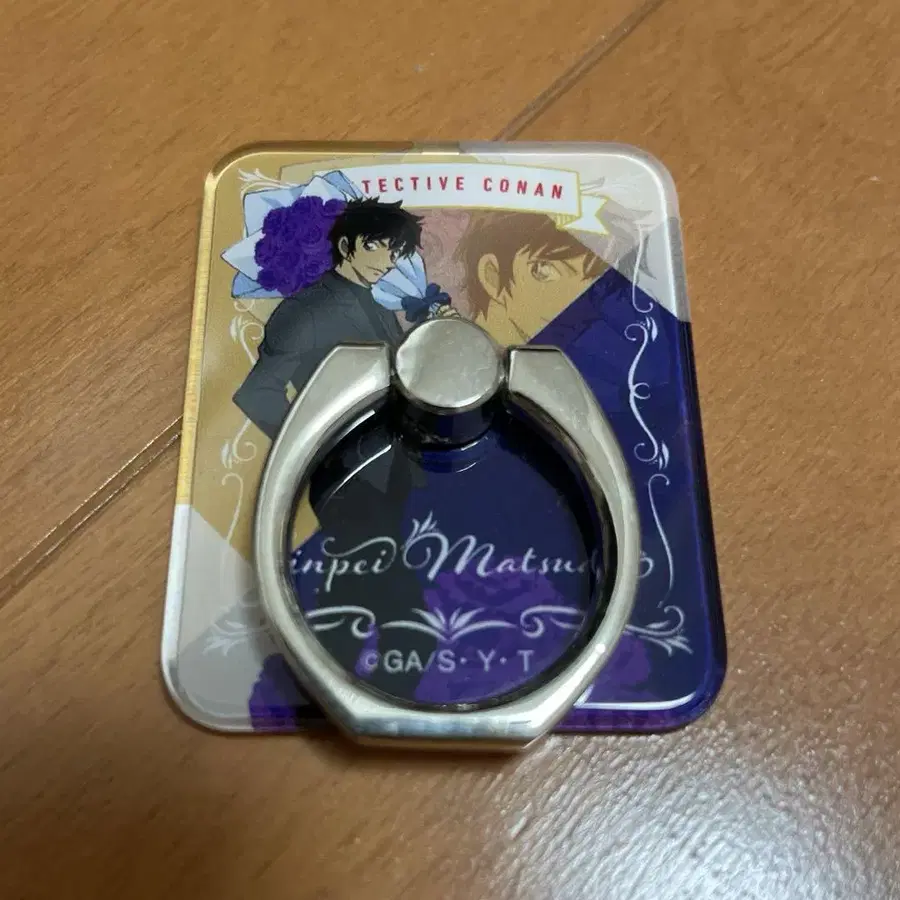 TECTIVE CONAN
inpei Matsud
©GA/S・Y・T